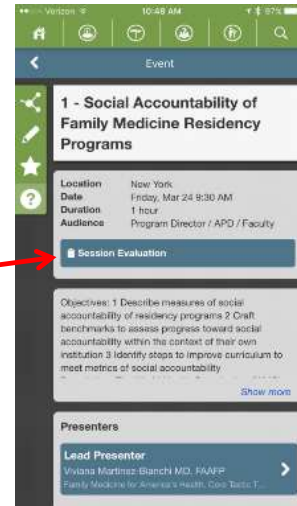 Verizon
10:48 AM
97%
Event
1 - Social Accountability of
Family Medicine Residency
Programs
Location New York
Date Friday, Mar 24 9:30 AM
Duration 1 hour
Audience Program Director / APD / Faculty
Session Evaluation
Objectives: 1 Describe measures of social
accountability of residency programs 2 Craft
benchmarks to assess progress toward social
accountability within the context of their own
institution 3 Identify steps to improve curriculum to
meet metrics of social accountability
Show more
Presenters
Lead Presenter
Viviana Martinez-Bianchi MD, FAAFP
Family Medicine for America's Health, Core Tactic T...